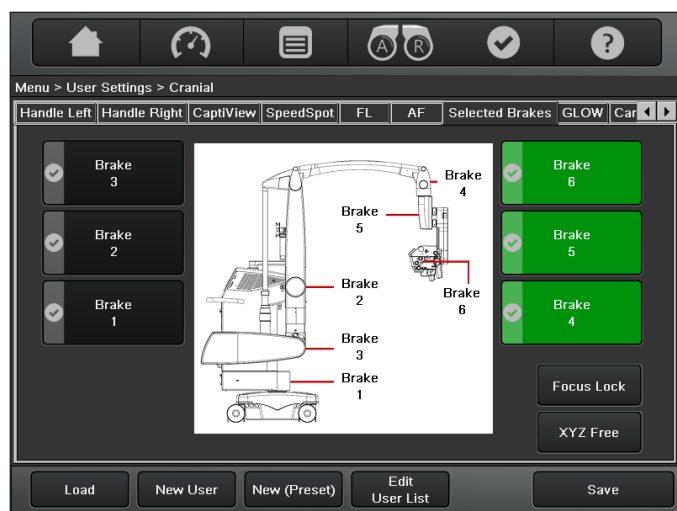 A R ?
Menu > User Settings > Cranial
Handle Left Handle Right CaptiView SpeedSpot FL AF Selected Brakes GLOW Car
Brake
3
Brake
2
Brake
1
Brake
4
Brake
5
Brake
2
Brake
6
Brake
3
Brake
1
Brake
6
Brake
5
Brake
4
Focus Lock
XYZ Free
Load
New User
New (Preset)
Edit
User List
Save